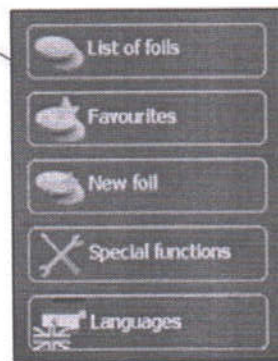 List of foils
Favourites
New foil
Special functions
Languages